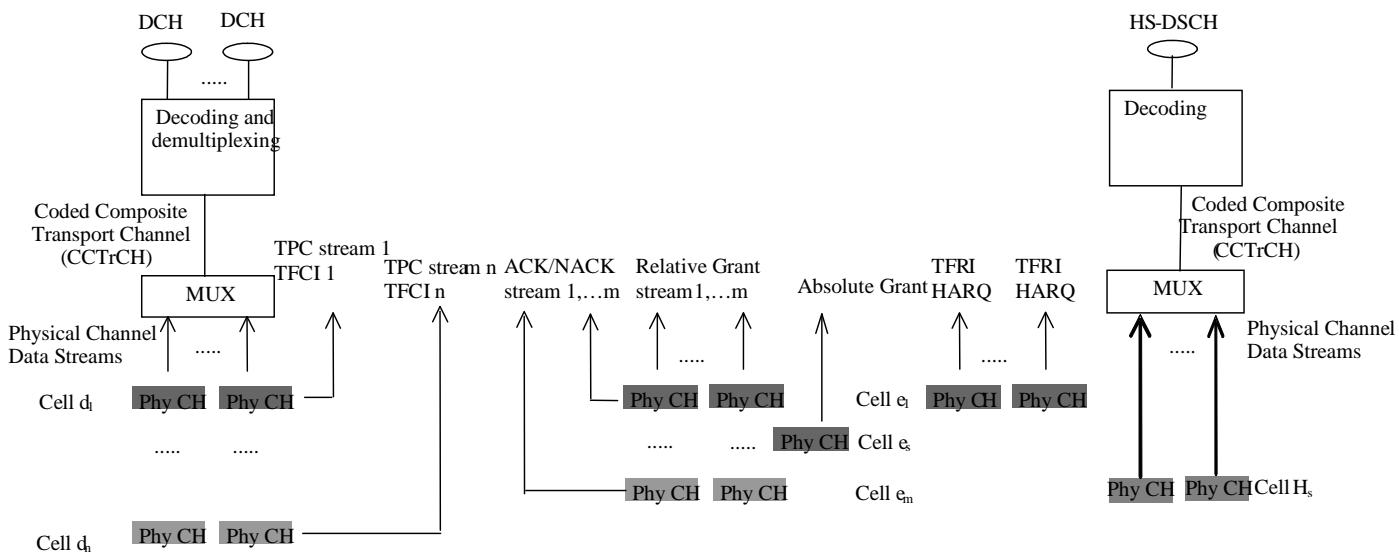 DCH DCH
.....
Decoding and
demultiplexing
Coded Composite
Transport Channel
(CCTrCH)
MUX
Physical Channel
Data Streams
.....
TPC stream 1
TFCI 1
TPC stream n
TFCI n
ACK/NACK
stream 1,…m
Relative Grant
stream1,…m
.....
Absolute Grant
TFRI
HARQ
TFRI
HARQ
.....
HS-DSCH
Decoding
Coded Composite
Transport Channel
(CCTrCH)
MUX
.....
Physical Channel
Data Streams
Cell d1 Phy CH Phy CH
..... .....
Cell dn Phy CH Phy CH
Phy CH Phy CH Cell e1 Phy CH Phy CH
..... ..... Phy CH Cell es
Phy CH Phy CH Cell em
Phy CH Phy CH Cell Hs